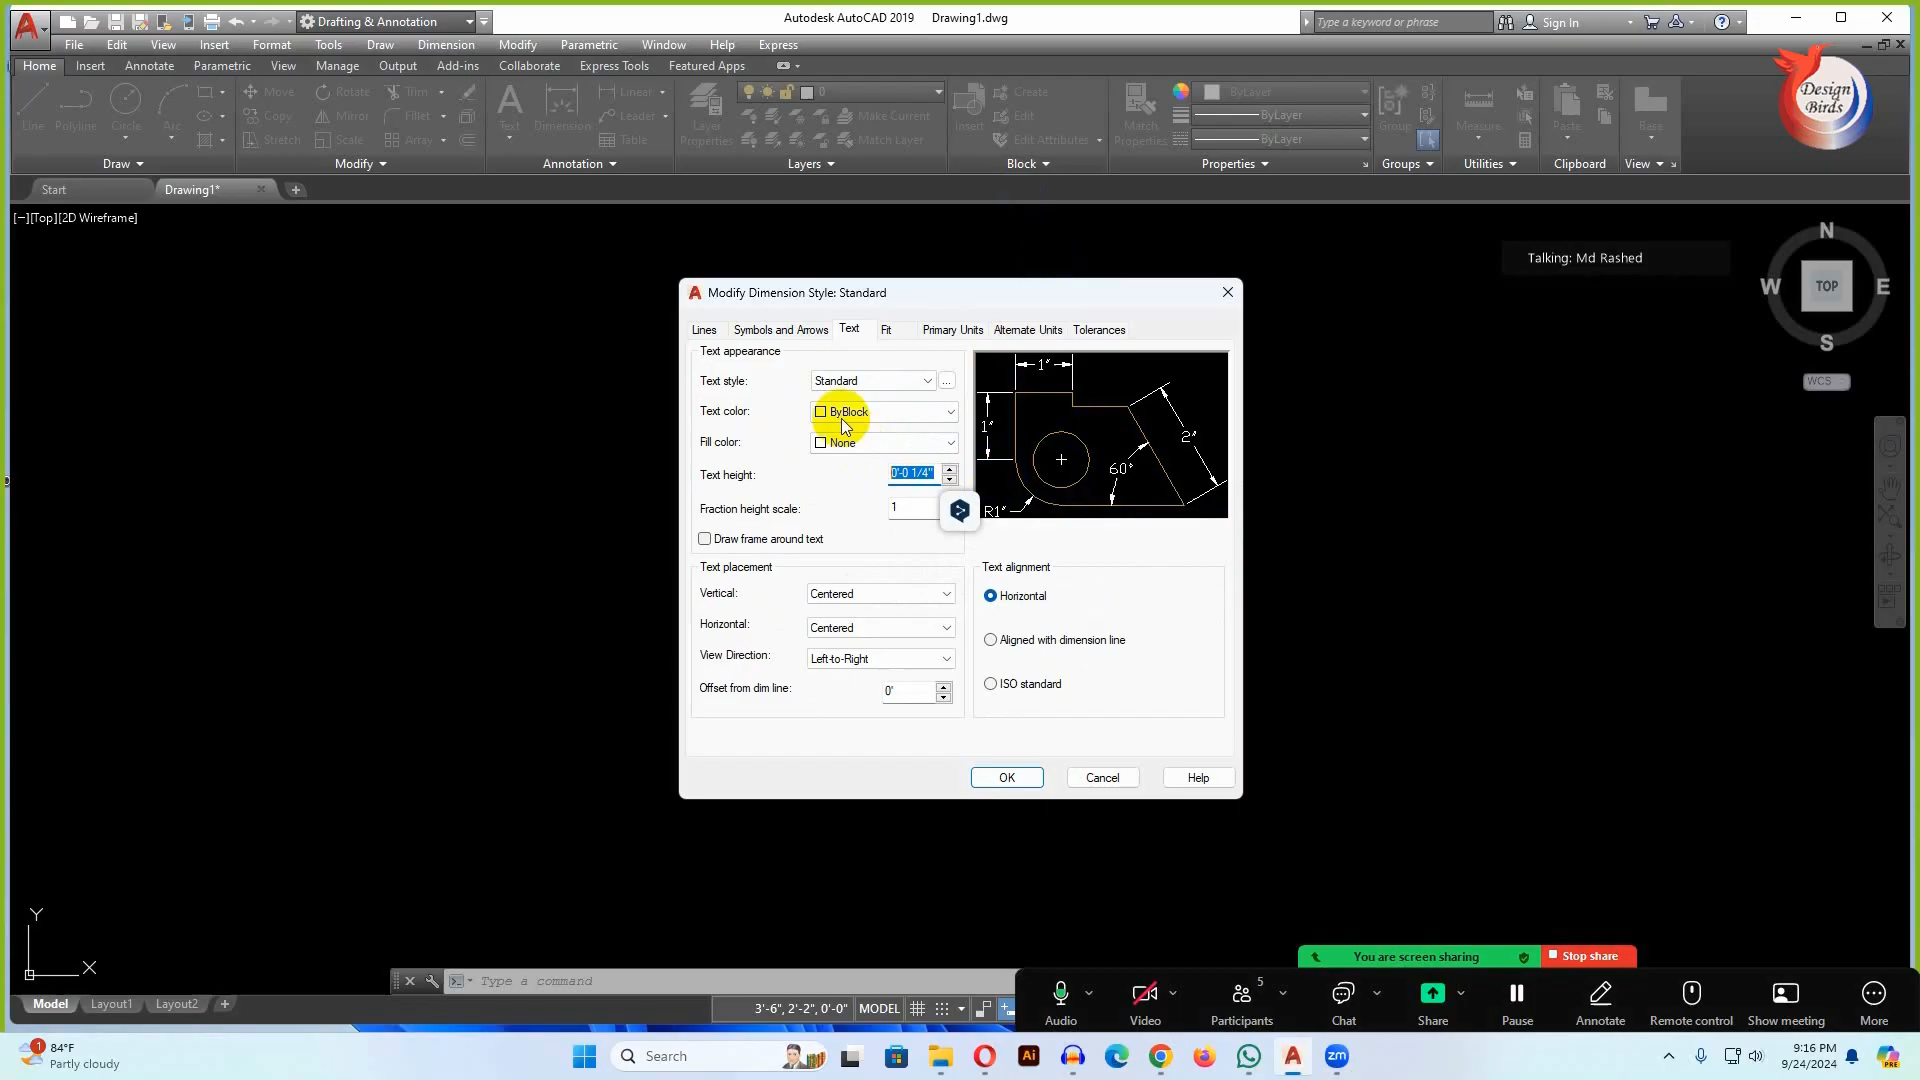 Drafting & Annotation
Autodesk AutoCAD 2019 Drawing1.dwg
Type a keyword or phrase
Sign In
File Edit View Insert Format Tools Draw Dimension Modify Parametric Window Help Express
Home Insert Annotate Parametric View Manage Output Add-ins Collaborate Express Tools Featured Apps
Line Polyline Circle Arc
Move Rotate Trim
Copy Mirror Fillet
Stretch Scale Array
Text Dimension
Linear
Leader
Table
Layer Properties
0
Make Current
Match Layer
Insert
Create
Edit
Edit Attributes
Match Properties
ByLayer
ByLayer
ByLayer
Group
Measure
Paste
Base
Draw Modify Annotation Layers Block Properties Groups Utilities Clipboard View
Design Birds
Start Drawing1*
[−][Top][2D Wireframe]
Talking: Md Rashed
N
W TOP E
S
WCS
Modify Dimension Style: Standard
Lines Symbols and Arrows Text Fit Primary Units Alternate Units Tolerances
Text appearance
Text style: Standard ...
Text color: ByBlock
Fill color: None
Text height: 0'-0 1/4"
Fraction height scale: 1
Draw frame around text
1"
1"
2"
60°
R1"
Text placement
Vertical: Centered
Horizontal: Centered
View Direction: Left-to-Right
Offset from dim line: 0'
Text alignment
Horizontal
Aligned with dimension line
ISO standard
OK Cancel Help
Y
X
Type a command
You are screen sharing Stop share
Model Layout1 Layout2 +
3'-6", 2'-2", 0'-0" MODEL
5
Audio Video Participants Chat Share Pause Annotate Remote control Show meeting More
1
84°F
Partly cloudy
Search
Ai
zm
9:16 PM
9/24/2024
PRE